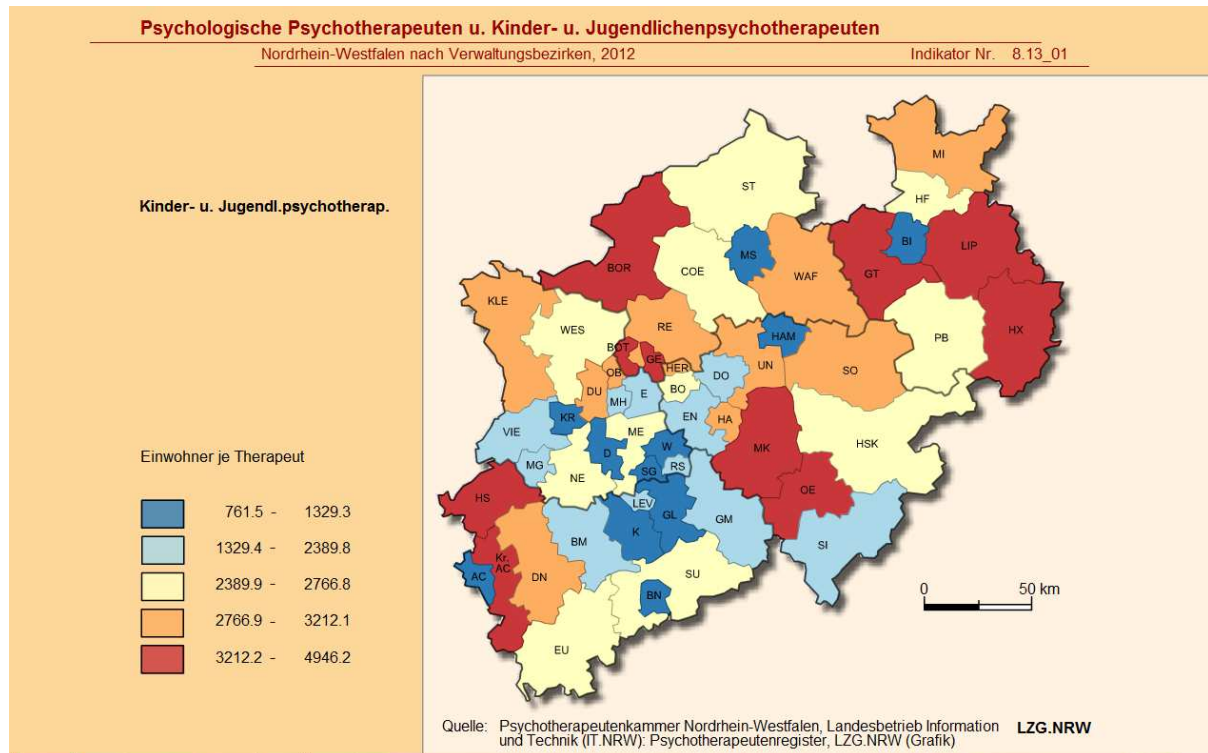 Psychologische Psychotherapeuten u. Kinder- u. Jugendlichenpsychotherapeuten
Nordrhein-Westfalen nach Verwaltungsbezirken, 2012 Indikator Nr. 8.13_01
Kinder- u. Jugendl.psychotherap.
Einwohner je Therapeut
761.5 - 1329.3
1329.4 - 2389.8
2389.9 - 2766.8
2766.9 - 3212.1
3212.2 - 4946.2
MI
ST
HF
BI
LIP
MS
BOR
COE
WAF
GT
KLE
WES
RE
HAM
PB
HX
BOT
GE
HER
UN
SO
OB
DU
BO
DO
MH
E
EN
HA
KR
VIE
ME
HSK
W
MK
D
MG
NE
SG
RS
HS
LEV
OE
GL
GM
K
BM
SI
Kr.
AC
AC
DN
SU
BN
EU
0 50 km
Quelle: Psychotherapeutenkammer Nordrhein-Westfalen, Landesbetrieb Information LZG.NRW
und Technik (IT.NRW): Psychotherapeutenregister, LZG.NRW (Grafik)